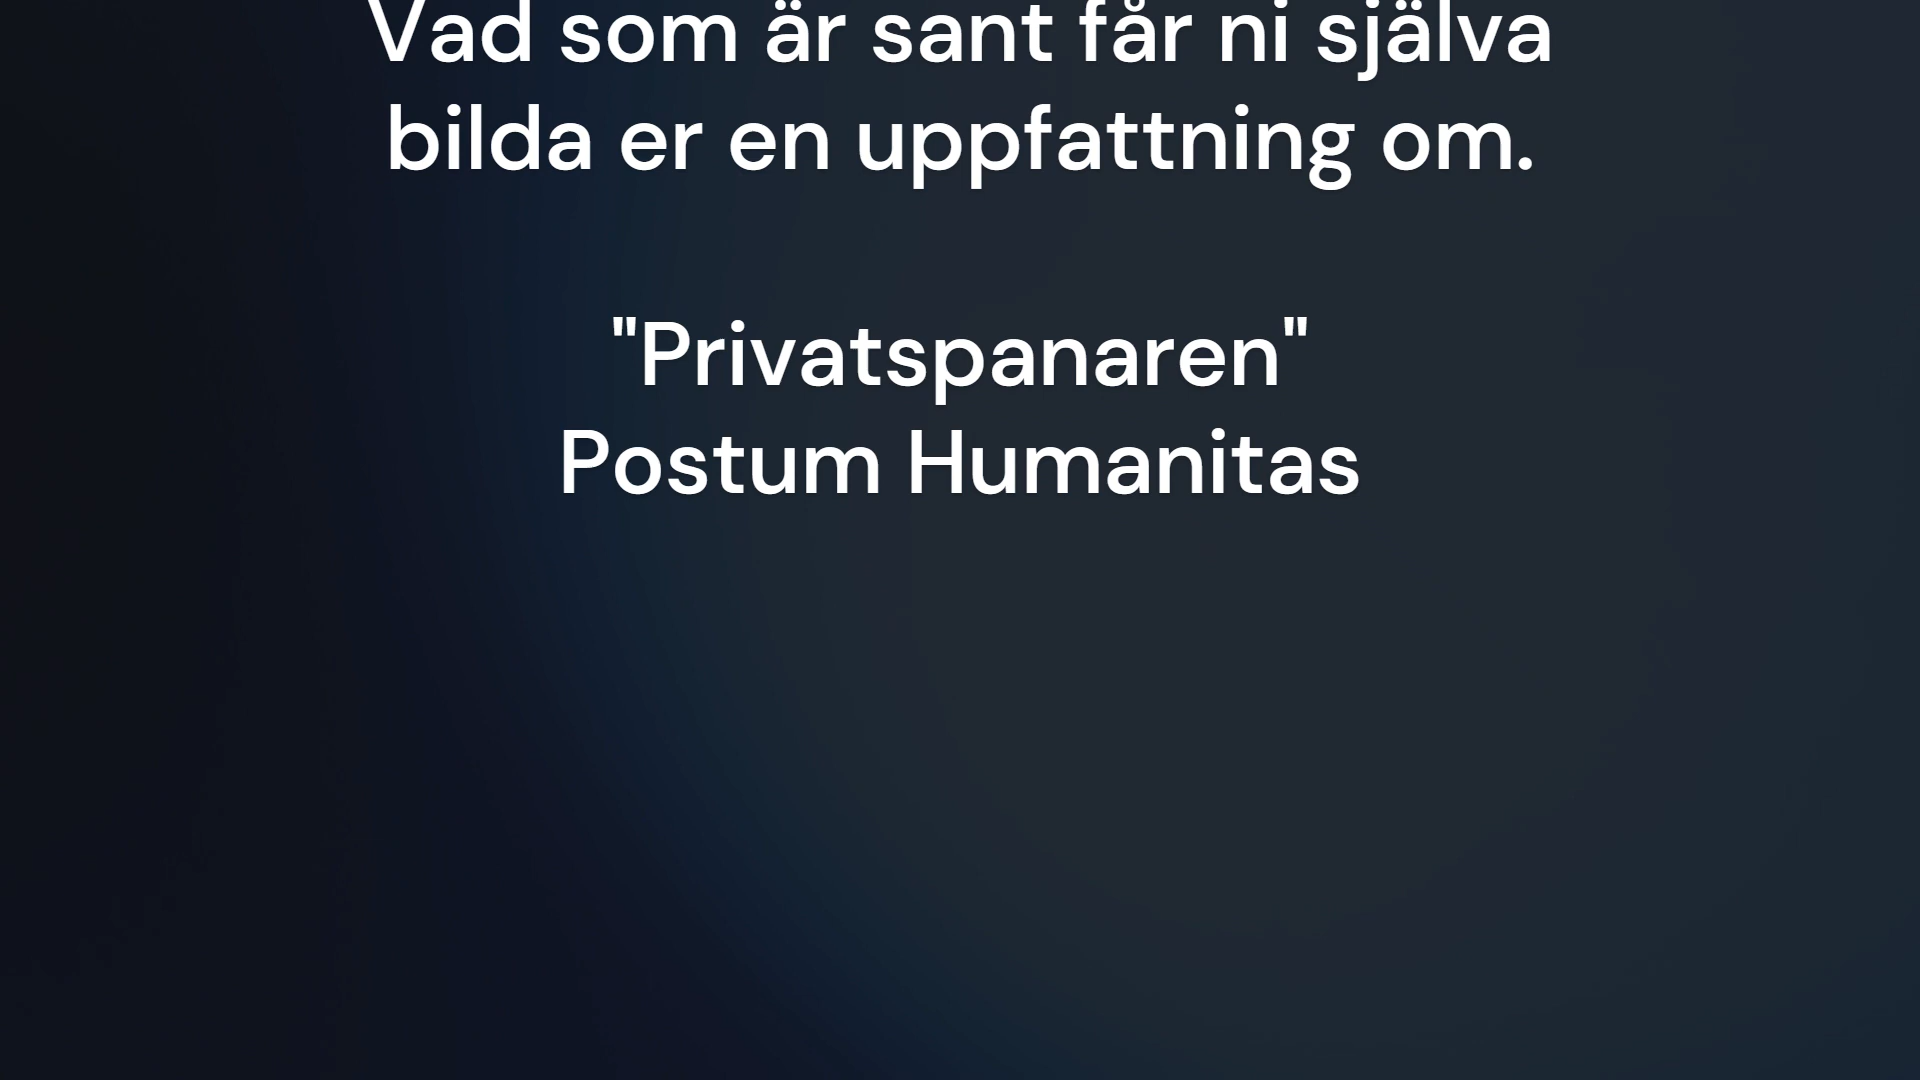 Vad som är sant får ni själva
bilda er en uppfattning om.
"Privatspanaren"
Postum Humanitas